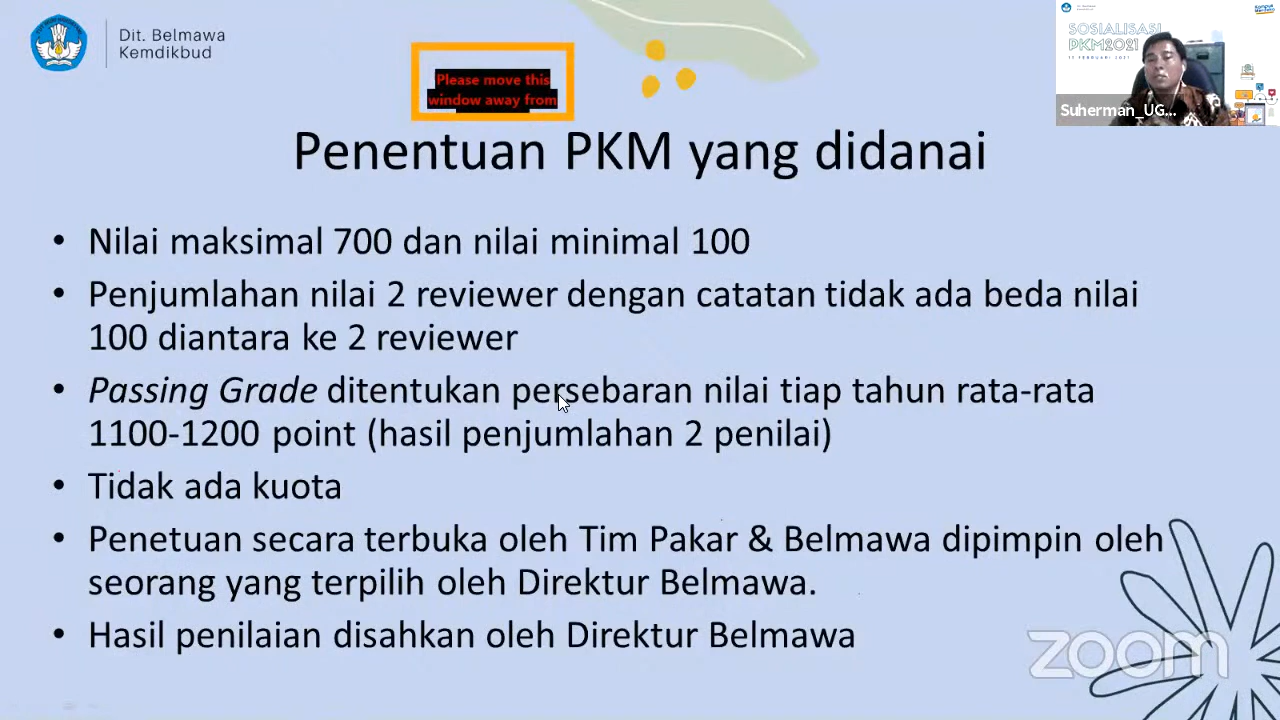 Dit. Belmawa
Kemdikbud
Please move this
window away from
SOSIALISASI
PKM2021
Suherman_UG...
Penentuan PKM yang didanai
• Nilai maksimal 700 dan nilai minimal 100
• Penjumlahan nilai 2 reviewer dengan catatan tidak ada beda nilai
100 diantara ke 2 reviewer
• Passing Grade ditentukan persebaran nilai tiap tahun rata-rata
1100-1200 point (hasil penjumlahan 2 penilai)
• Tidak ada kuota
• Penetuan secara terbuka oleh Tim Pakar & Belmawa dipimpin oleh
seorang yang terpilih oleh Direktur Belmawa.
• Hasil penilaian disahkan oleh Direktur Belmawa
zoom